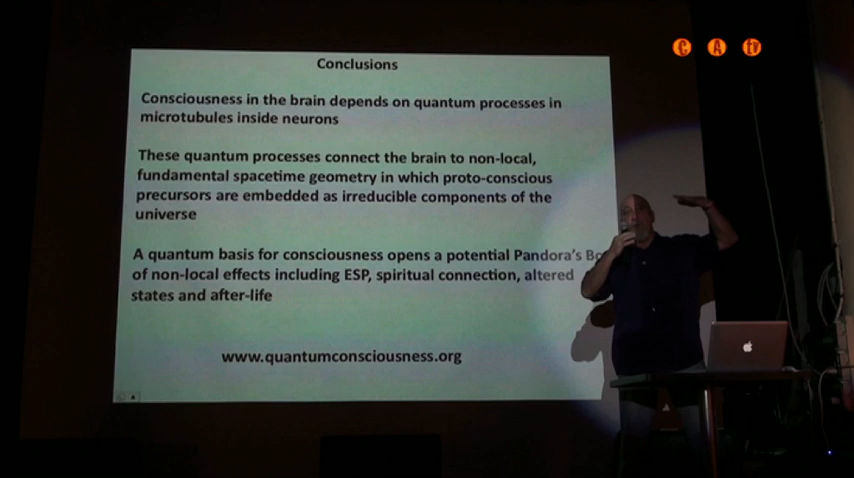 C A tv
Conclusions
Consciousness in the brain depends on quantum processes in
microtubules inside neurons
These quantum processes connect the brain to non-local,
fundamental spacetime geometry in which proto-conscious
precursors are embedded as irreducible components of the
universe
A quantum basis for consciousness opens a potential Pandora's Bo
of non-local effects including ESP, spiritual connection, altered
states and after-life
www.quantumconsciousness.org